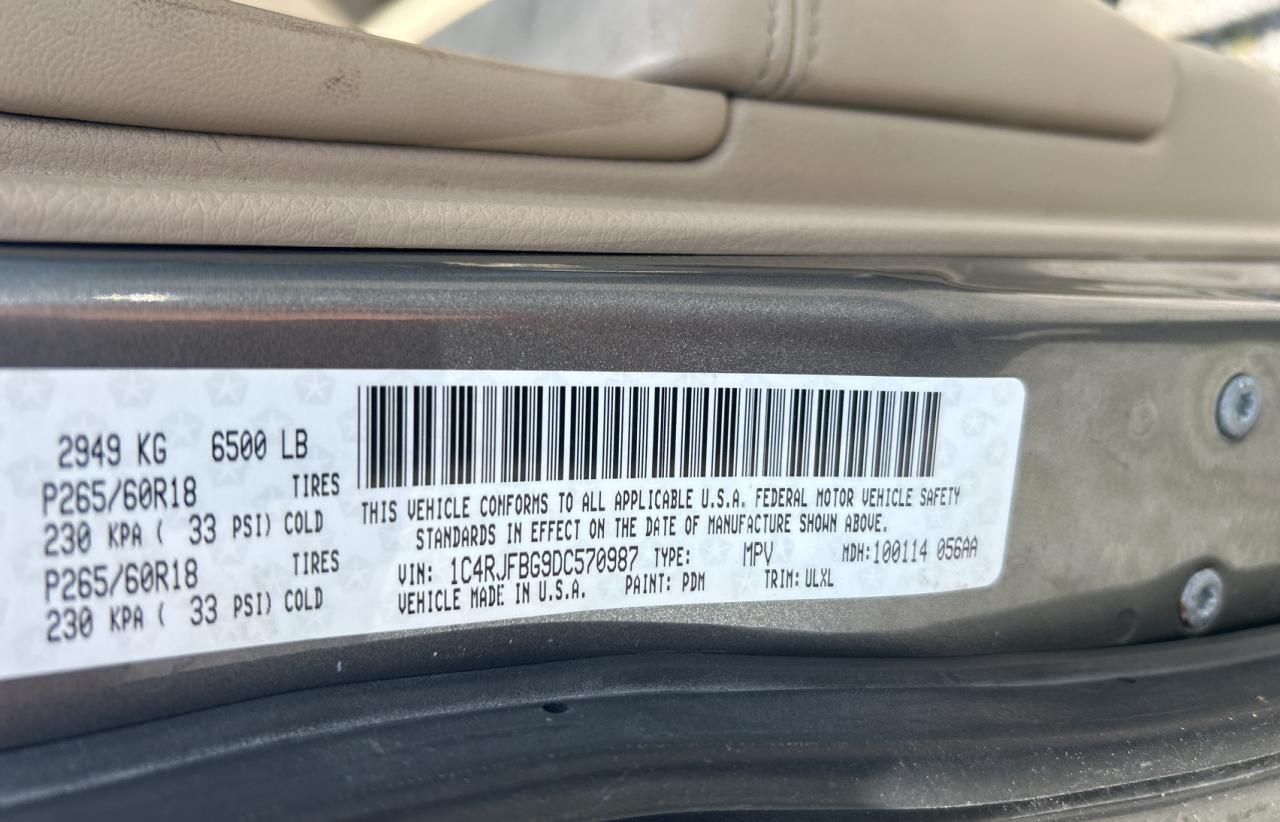 2949 KG 6500 LB
P265/60R18 TIRES
230 KPA ( 33 PSI) COLD
P265/60R18 TIRES
230 KPA ( 33 PSI) COLD
THIS VEHICLE CONFORMS TO ALL APPLICABLE U.S.A. FEDERAL MOTOR VEHICLE SAFETY
STANDARDS IN EFFECT ON THE DATE OF MANUFACTURE SHOWN ABOVE.
VIN: 1C4RJFBG9DC570987 TYPE: MPV MDH: 100114 056AA
VEHICLE MADE IN U.S.A. PAINT: PDM TRIM: ULXL